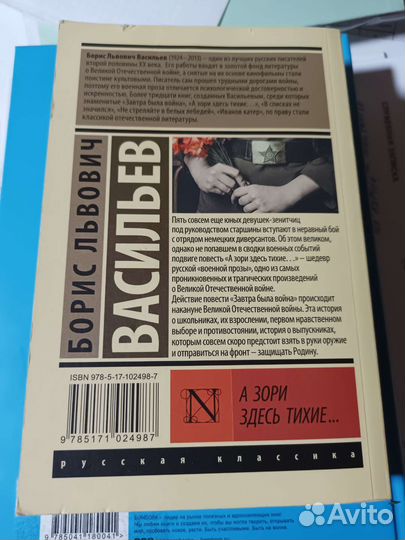 Борис Львович Васильев (1924–2013) – один из лучших русских писателей
второй половины XX века. Его работы входят в золотой фонд литературы
о Великой Отечественной войне, а снятые на их основе кинофильмы стали
поистине культовыми. Писатель сам прошел трудными дорогами войны,
поэтому его военная проза отличается психологической достоверностью и
искренностью. Более тридцати книг, созданных Васильевым, среди которых
знаменитые «Завтра была война», «А зори здесь тихие…», «В списках не
значился», «Не стреляйте в белых лебедей», «Иванов катер», по праву стали
классикой отечественной литературы.
БОРИС ЛЬВОВИЧ
ВАСИЛЬЕВ
Пять совсем еще юных девушек-зенитчиц
под руководством старшины вступают в неравный бой
с отрядом немецких диверсантов. Об этом великом,
однако не попавшем в сводки военных событий
подвиге повесть «А зори здесь тихие…» – шедевр
русской «военной прозы», одно из самых
проникновенных и трагических произведений
о Великой Отечественной войне.
Действие повести «Завтра была война» происходит
накануне Великой Отечественной войны. Эта история
о школьниках, их взрослении, первом нравственном
выборе и противостоянии, история о выпускниках,
которым совсем скоро предстоит взять в руки оружие
и отправиться на фронт – защищать Родину.
ISBN 978-5-17-102498-7
9 785171 024987
N
А ЗОРИ
ЗДЕСЬ ТИХИЕ...
русская классика
9 785041 180041
Avito